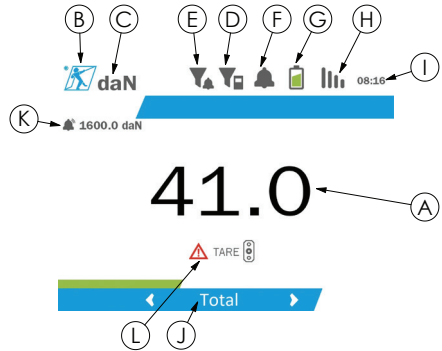 B C E D F G H
daN 08:16 I
K 1600.0 daN
41.0 A
TARE
Total
L J